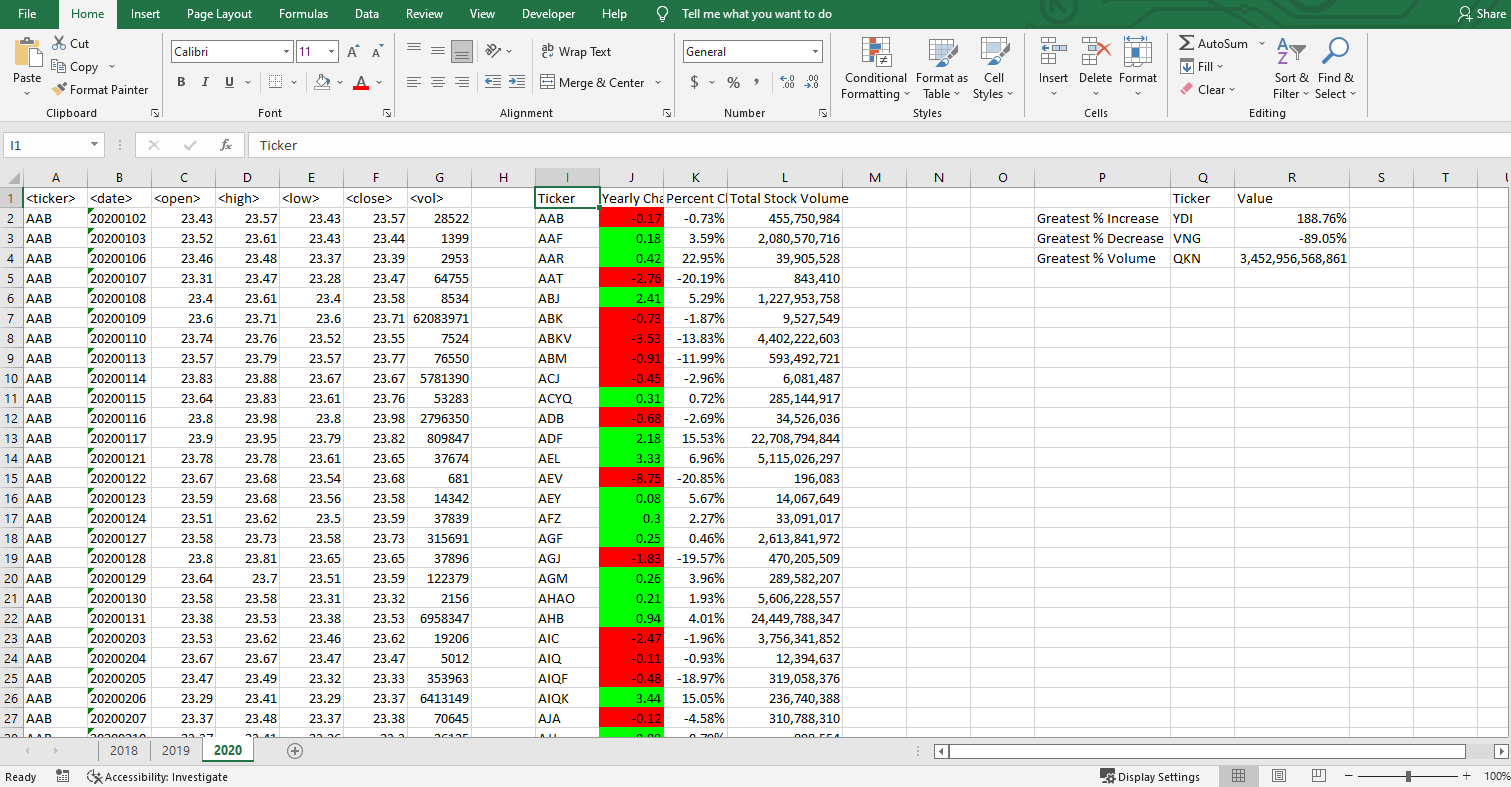 File Home Insert Page Layout Formulas Data Review View Developer Help Tell me what you want to do Share
Cut
Copy
Format Painter
Paste
Clipboard
Calibri 11 A A
B I U A
Font
ab Wrap Text
Merge & Center
Alignment
General
$ % ,
Number
Conditional Formatting Format as Table Cell Styles
Styles
Insert Delete Format
Cells
AutoSum
Fill
Clear
Sort & Filter Find & Select
Editing
I1 fx Ticker
A B C D E F G H I J K L M N O P Q R S T
1 <ticker> <date> <open> <high> <low> <close> <vol> Ticker Yearly Cha Percent Cl Total Stock Volume Ticker Value
2 AAB 20200102 23.43 23.57 23.43 23.57 28522 AAB -0.17 -0.73% 455,750,984 Greatest % Increase YDI 188.76%
3 AAB 20200103 23.52 23.61 23.43 23.44 1399 AAF 0.18 3.59% 2,080,570,716 Greatest % Decrease VNG -89.05%
4 AAB 20200106 23.46 23.48 23.37 23.39 2953 AAR 0.42 22.95% 39,905,528 Greatest % Volume QKN 3,452,956,568,861
5 AAB 20200107 23.31 23.47 23.28 23.47 64755 AAT -2.76 -20.19% 843,410
6 AAB 20200108 23.4 23.61 23.4 23.58 8534 ABJ 2.41 5.29% 1,227,953,758
7 AAB 20200109 23.6 23.71 23.6 23.71 62083971 ABK -0.73 -1.87% 9,527,549
8 AAB 20200110 23.74 23.76 23.52 23.55 7524 ABKV -3.53 -13.83% 4,402,222,603
9 AAB 20200113 23.57 23.79 23.57 23.77 76550 ABM -0.91 -11.99% 593,492,721
10 AAB 20200114 23.83 23.88 23.67 23.67 5781390 ACJ -0.45 -2.96% 6,081,487
11 AAB 20200115 23.64 23.83 23.61 23.76 53283 ACYQ 0.31 0.72% 285,144,917
12 AAB 20200116 23.8 23.98 23.8 23.98 2796350 ADB -0.68 -2.69% 34,526,036
13 AAB 20200117 23.9 23.95 23.79 23.82 809847 ADF 2.18 15.53% 22,708,794,844
14 AAB 20200121 23.78 23.78 23.61 23.65 37674 AEL 3.33 6.96% 5,115,026,297
15 AAB 20200122 23.67 23.68 23.54 23.68 681 AEV -8.75 -20.85% 196,083
16 AAB 20200123 23.59 23.68 23.56 23.58 14342 AEY 0.08 5.67% 14,067,649
17 AAB 20200124 23.51 23.62 23.5 23.59 37839 AFZ 0.3 2.27% 33,091,017
18 AAB 20200127 23.58 23.73 23.58 23.73 315691 AGF 0.25 0.46% 2,613,841,972
19 AAB 20200128 23.8 23.81 23.65 23.65 37896 AGJ -1.83 -19.57% 470,205,509
20 AAB 20200129 23.64 23.7 23.51 23.59 122379 AGM 0.26 3.96% 289,582,207
21 AAB 20200130 23.58 23.58 23.31 23.32 2156 AHAO 0.21 1.93% 5,606,228,557
22 AAB 20200131 23.38 23.53 23.38 23.53 6958347 AHB 0.94 4.01% 24,449,788,347
23 AAB 20200203 23.53 23.62 23.46 23.62 19206 AIC -2.47 -1.96% 3,756,341,852
24 AAB 20200204 23.67 23.67 23.47 23.47 5012 AIQ -0.11 -0.93% 12,394,637
25 AAB 20200205 23.47 23.49 23.32 23.33 353963 AIQF -0.48 -18.97% 319,058,376
26 AAB 20200206 23.29 23.41 23.29 23.37 6413149 AIQK 3.44 15.05% 236,740,388
27 AAB 20200207 23.37 23.48 23.37 23.38 70645 AJA -0.12 -4.58% 310,788,310
2018 2019 2020
Ready Accessibility: Investigate Display Settings 100%